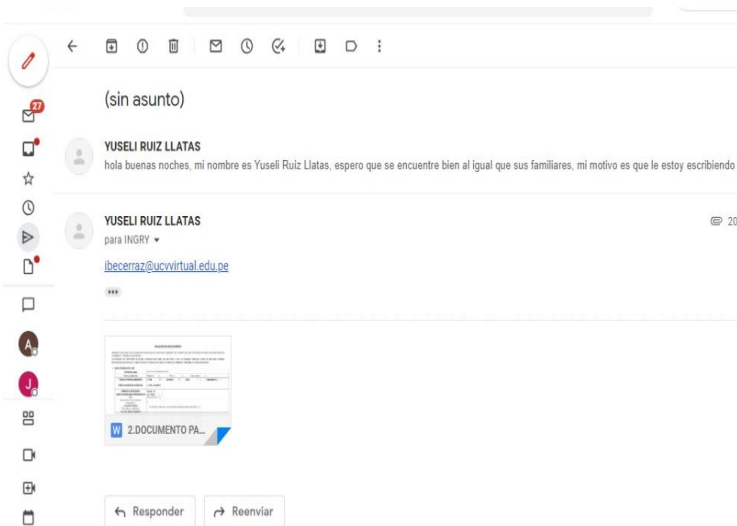 (sin asunto)
27
YUSELI RUIZ LLATAS
hola buenas noches, mi nombre es Yuseli Ruiz Llatas, espero que se encuentre bien al igual que sus familiares, mi motivo es que le estoy escribiendo
YUSELI RUIZ LLATAS
20
para INGRY
ibecerraz@ucvvirtual.edu.pe
A
J
W 2.DOCUMENTO PA...
Responder
Reenviar